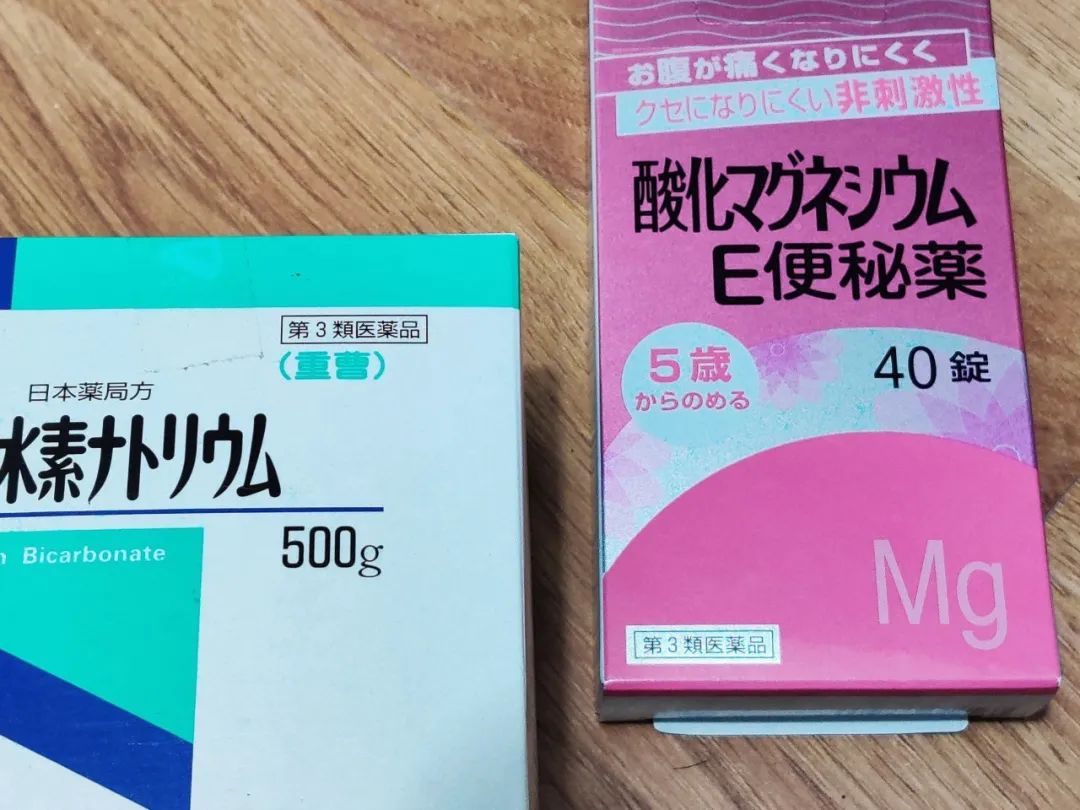 第3類医薬品
(重曹)
日本薬局方
水素ナトリウム
500g
Bicarbonate
お腹が痛くなりにくく
クセになりにくい非刺激性
酸化マグネシウム
E便秘薬
5歳
からのめる
40錠
Mg
第3類医薬品